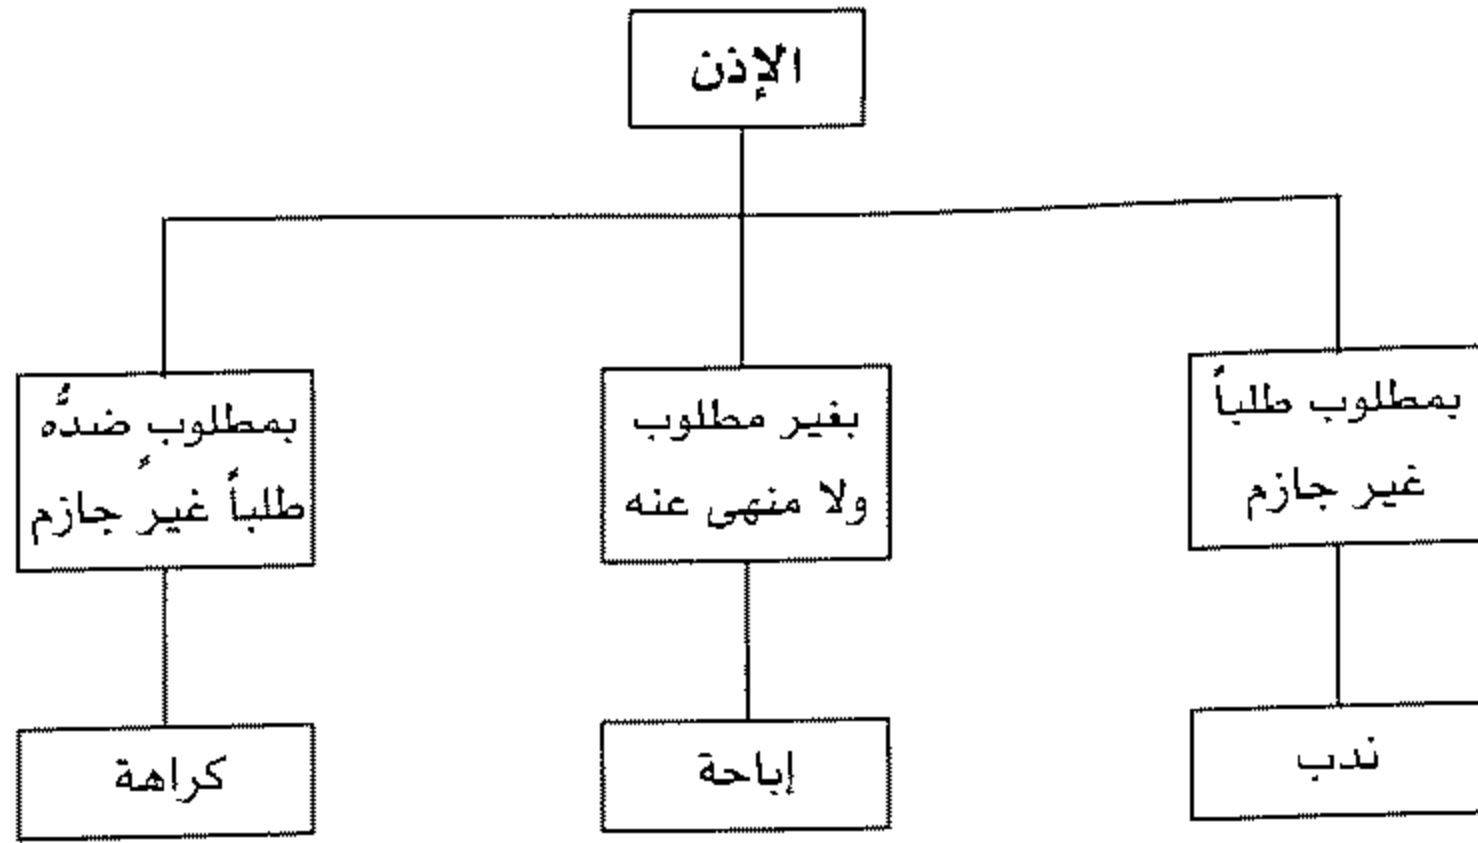 الإذن
بمطلوب طلباً
غير جازم
بغير مطلوب
ولا منهى عنه
بمطلوب ضدُّه
طلباً غيرَ جازم
ندب
إباحة
كراهة